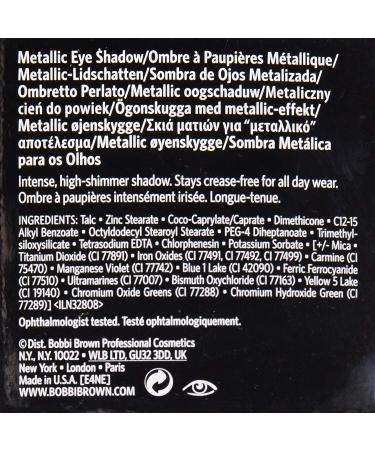 Metallic Eye Shadow/Ombre à Paupières Métallique/
Metallic-Lidschatten/Sombra de Ojos Metalizada/
Ombretto Perlato/Metallic oogschaduw/Metaliczny
cień do powiek/Ögonskugga med metallic-effekt/
Metallic øjenskygge/Σκιά ματιών για “μεταλλικό”
αποτέλεσμα/Metallic øyenskygge/Sombra Metálica
para os Olhos
Intense, high-shimmer shadow. Stays crease-free for all day wear.
Ombre à paupières intensément irisée. Longue-tenue.
INGREDIENTS: Talc • Zinc Stearate • Coco-Caprylate/Caprate • Dimethicone • C12-15
Alkyl Benzoate • Octyldodecyl Stearoyl Stearate • PEG-4 Diheptanoate • Trimethyl-
siloxysilicate • Tetrasodium EDTA • Chlorphenesin • Potassium Sorbate • [+/- Mica •
Titanium Dioxide (CI 77891) • Iron Oxides (CI 77491, CI 77492, CI 77499) • Carmine (CI
75470) • Manganese Violet (CI 77742) • Blue 1 Lake (CI 42090) • Ferric Ferrocyanide
(CI 77510) • Ultramarines (CI 77007) • Bismuth Oxychloride (CI 77163) • Yellow 5 Lake
(CI 19140) • Chromium Oxide Greens (CI 77288) • Chromium Hydroxide Green (CI
77289)] <ILN32808>
Ophthalmologist tested. Testé ophtalmologiquement.
© Dist. Bobbi Brown Professional Cosmetics
N.Y., N.Y. 10022 • WLB LTD, GU32 3DD, UK
New York • London • Paris
Made in U.S.A. [E4NE]
WWW.BOBBIBROWN.COM